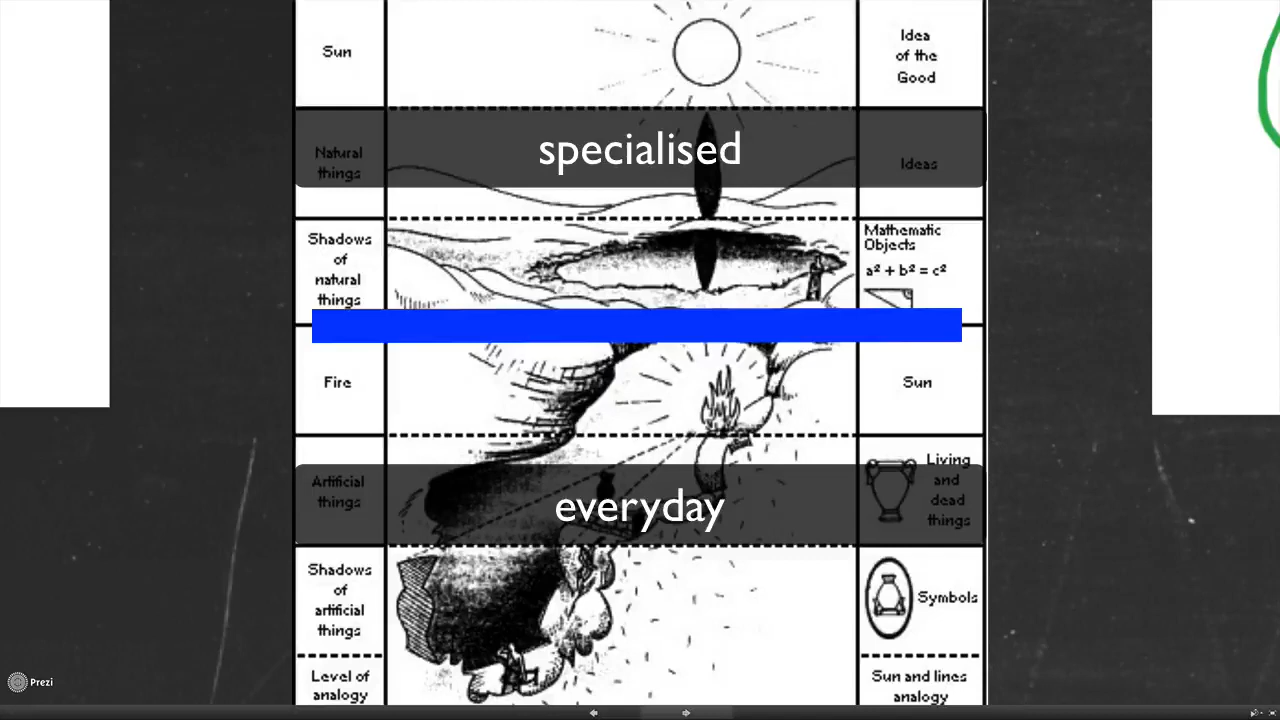 Sun
Idea
of the
Good
specialised
Natural
things
Ideas
Shadows
of
natural
things
Mathematic
Objects
a² + b² = c²
Fire
Sun
Artificial
things
everyday
Living
and
dead
things
Shadows
of
artificial
things
Symbols
Level of
analogy
Sun and lines
analogy
Prezi